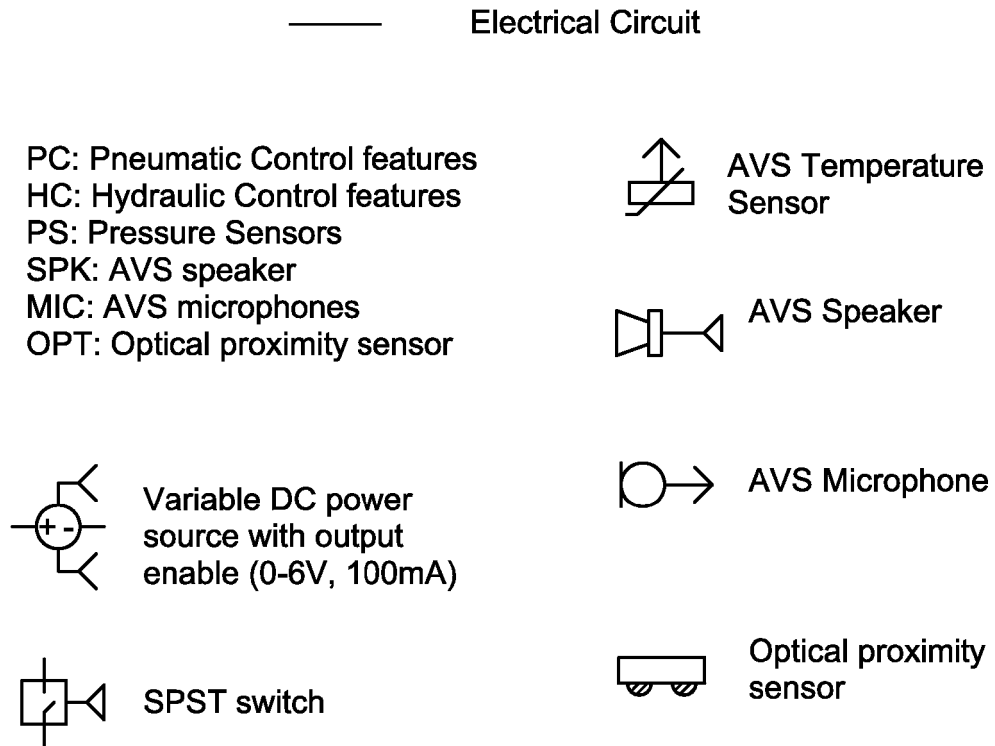 Electrical Circuit
PC: Pneumatic Control features
HC: Hydraulic Control features
PS: Pressure Sensors
SPK: AVS speaker
MIC: AVS microphones
OPT: Optical proximity sensor
AVS Temperature
Sensor
AVS Speaker
AVS Microphone
Optical proximity
sensor
+ -
Variable DC power
source with output
enable (0-6V, 100mA)
SPST switch